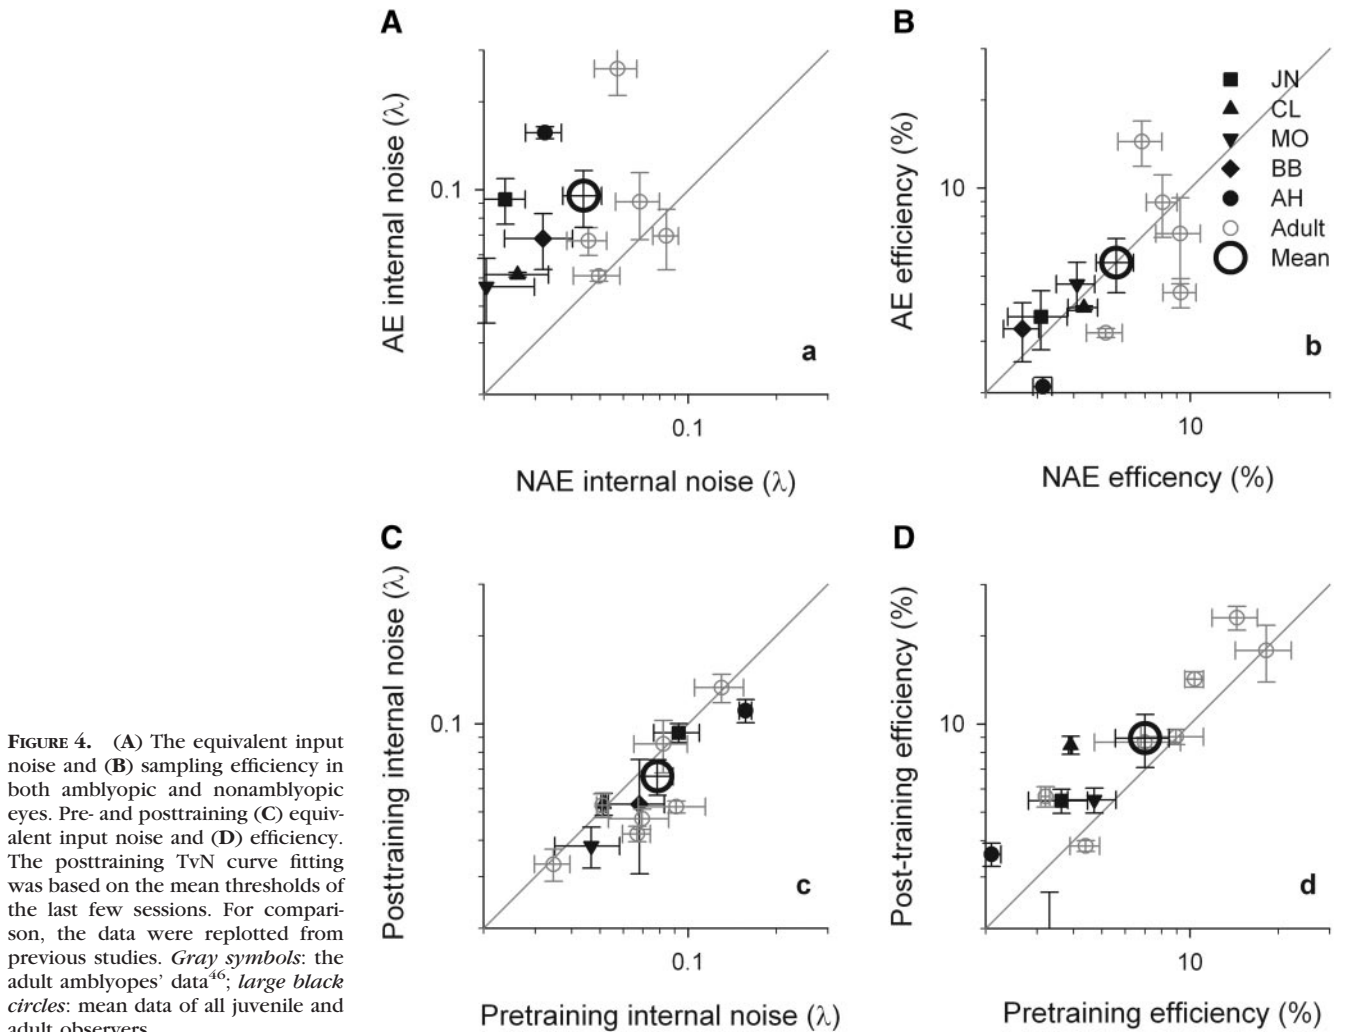 A
B
AE internal noise (λ)
0.1
a
0.1
NAE internal noise (λ)
AE efficiency (%)
10
JN
CL
MO
BB
AH
Adult
Mean
b
10
NAE efficency (%)
C
D
Posttraining internal noise (λ)
0.1
c
0.1
Pretraining internal noise (λ)
Post-training efficiency (%)
10
d
10
Pretraining efficiency (%)
FIGURE 4. (A) The equivalent input
noise and (B) sampling efficiency in
both amblyopic and nonamblyopic
eyes. Pre- and posttraining (C) equiv-
alent input noise and (D) efficiency.
The posttraining TvN curve fitting
was based on the mean thresholds of
the last few sessions. For compari-
son, the data were replotted from
previous studies. Gray symbols: the
adult amblyopes' data46; large black
circles: mean data of all juvenile and
adult observers.